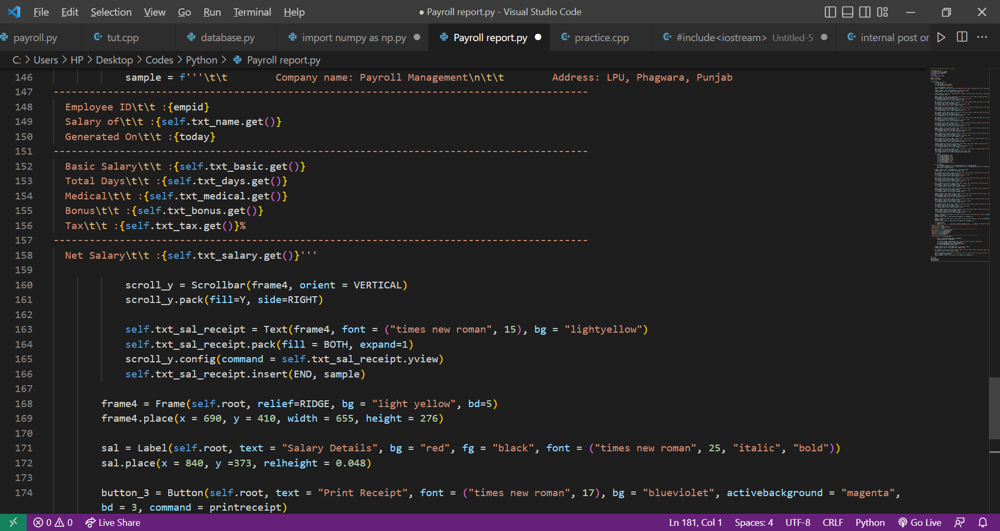 File Edit Selection View Go Run Terminal Help ● Payroll report.py - Visual Studio Code
payroll.py tut.cpp database.py import numpy as np.py Payroll report.py practice.cpp #include<iostream> Untitled-5 internal post or
C: > Users > HP > Desktop > Codes > Python > Payroll report.py
146 sample = f'''\t\t Company name: Payroll Management\n\t\t Address: LPU, Phagwara, Punjab
147 -----------------------------------------------------------------------------------------
148 Employee ID\t\t :{empid}
149 Salary of\t\t :{self.txt_name.get()}
150 Generated On\t\t :{today}
151 -----------------------------------------------------------------------------------------
152 Basic Salary\t\t :{self.txt_basic.get()}
153 Total Days\t\t :{self.txt_days.get()}
154 Medical\t\t :{self.txt_medical.get()}
155 Bonus\t\t :{self.txt_bonus.get()}
156 Tax\t\t :{self.txt_tax.get()}%
157 -----------------------------------------------------------------------------------------
158 Net Salary\t\t :{self.txt_salary.get()}'''
159
160 scroll_y = Scrollbar(frame4, orient = VERTICAL)
161 scroll_y.pack(fill=Y, side=RIGHT)
162
163 self.txt_sal_receipt = Text(frame4, font = ("times new roman", 15), bg = "lightyellow")
164 self.txt_sal_receipt.pack(fill = BOTH, expand=1)
165 scroll_y.config(command = self.txt_sal_receipt.yview)
166 self.txt_sal_receipt.insert(END, sample)
167
168 frame4 = Frame(self.root, relief=RIDGE, bg = "light yellow", bd=5)
169 frame4.place(x = 690, y = 410, width = 655, height = 276)
170
171 sal = Label(self.root, text = "Salary Details", bg = "red", fg = "black", font = ("times new roman", 25, "italic", "bold"))
172 sal.place(x = 840, y =373, relheight = 0.048)
173
174 button_3 = Button(self.root, text = "Print Receipt", font = ("times new roman", 17), bg = "blueviolet", activebackground = "magenta",
bd = 3, command = printreceipt)
0 0 Live Share Ln 181, Col 1 Spaces: 4 UTF-8 CRLF Python Go Live